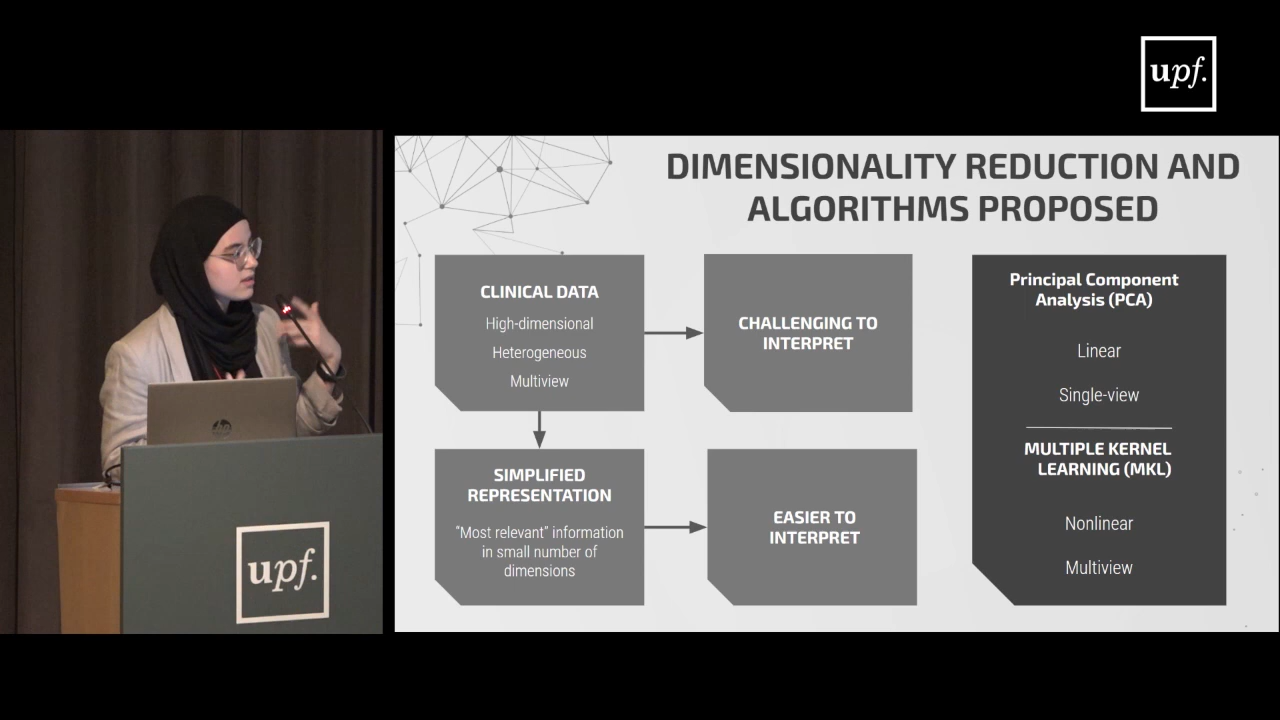 upf.
DIMENSIONALITY REDUCTION AND
ALGORITHMS PROPOSED
CLINICAL DATA
High-dimensional
Heterogeneous
Multiview
CHALLENGING TO
INTERPRET
SIMPLIFIED
REPRESENTATION
“Most relevant” information
in small number of
dimensions
EASIER TO
INTERPRET
Principal Component
Analysis (PCA)
Linear
Single-view
MULTIPLE KERNEL
LEARNING (MKL)
Nonlinear
Multiview
hp
upf.